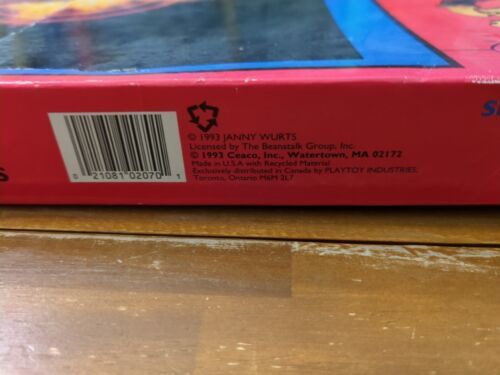 © 1993 JANNY WURTS
Licensed by The Beanstalk Group, Inc.
© 1993 Ceaco, Inc., Watertown, MA 02172
Made in U.S.A with Recycled Material
Exclusively distributed in Canada by PLAYTOY INDUSTRIES,
Toronto, Ontario M6M 2L7
0 21081 02070 1